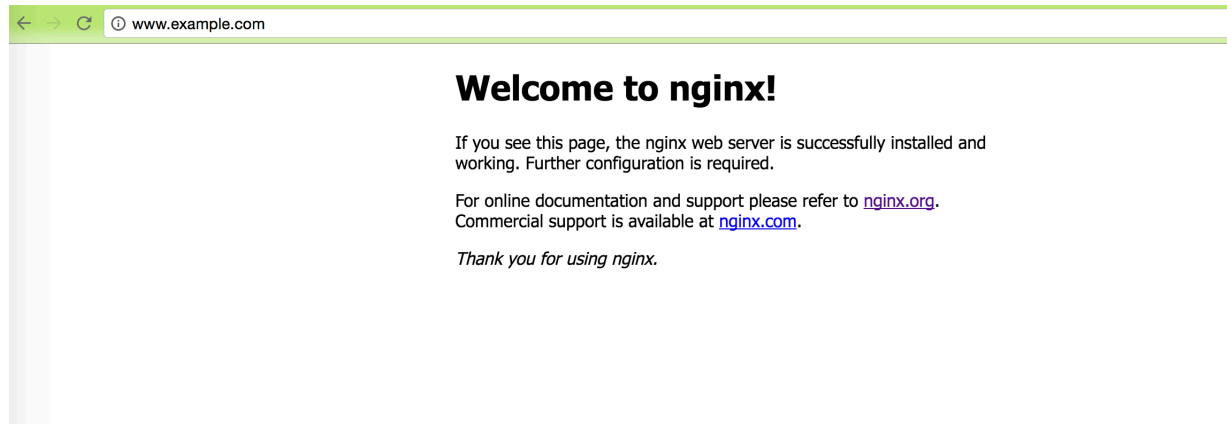 www.example.com
Welcome to nginx!
If you see this page, the nginx web server is successfully installed and
working. Further configuration is required.
For online documentation and support please refer to nginx.org.
Commercial support is available at nginx.com.
Thank you for using nginx.